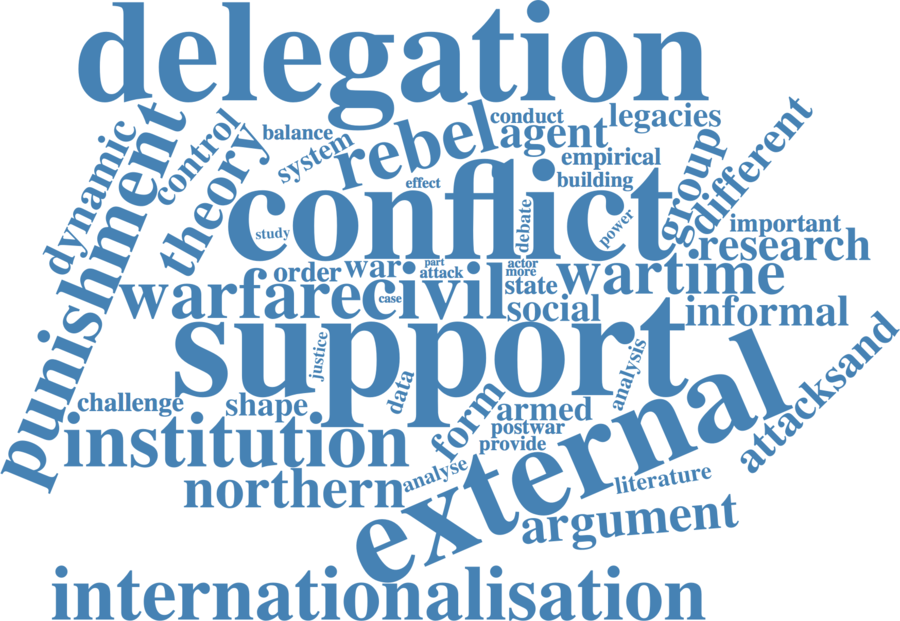 delegation
conduct
legacies
balance
control
dynamic
punishment
theory
system
rebel
agent
empirical
building
effect
conflict
group
different
study
debate
power
important
research
order
war
part
attack
actor
more
wartime
warfare
case
civil
state
social
informal
support
justice
data
analysis
challenge
shape
form
armed
postwar
provide
institution
attacksand
northern
analyse
external
literature
argument
internationalisation